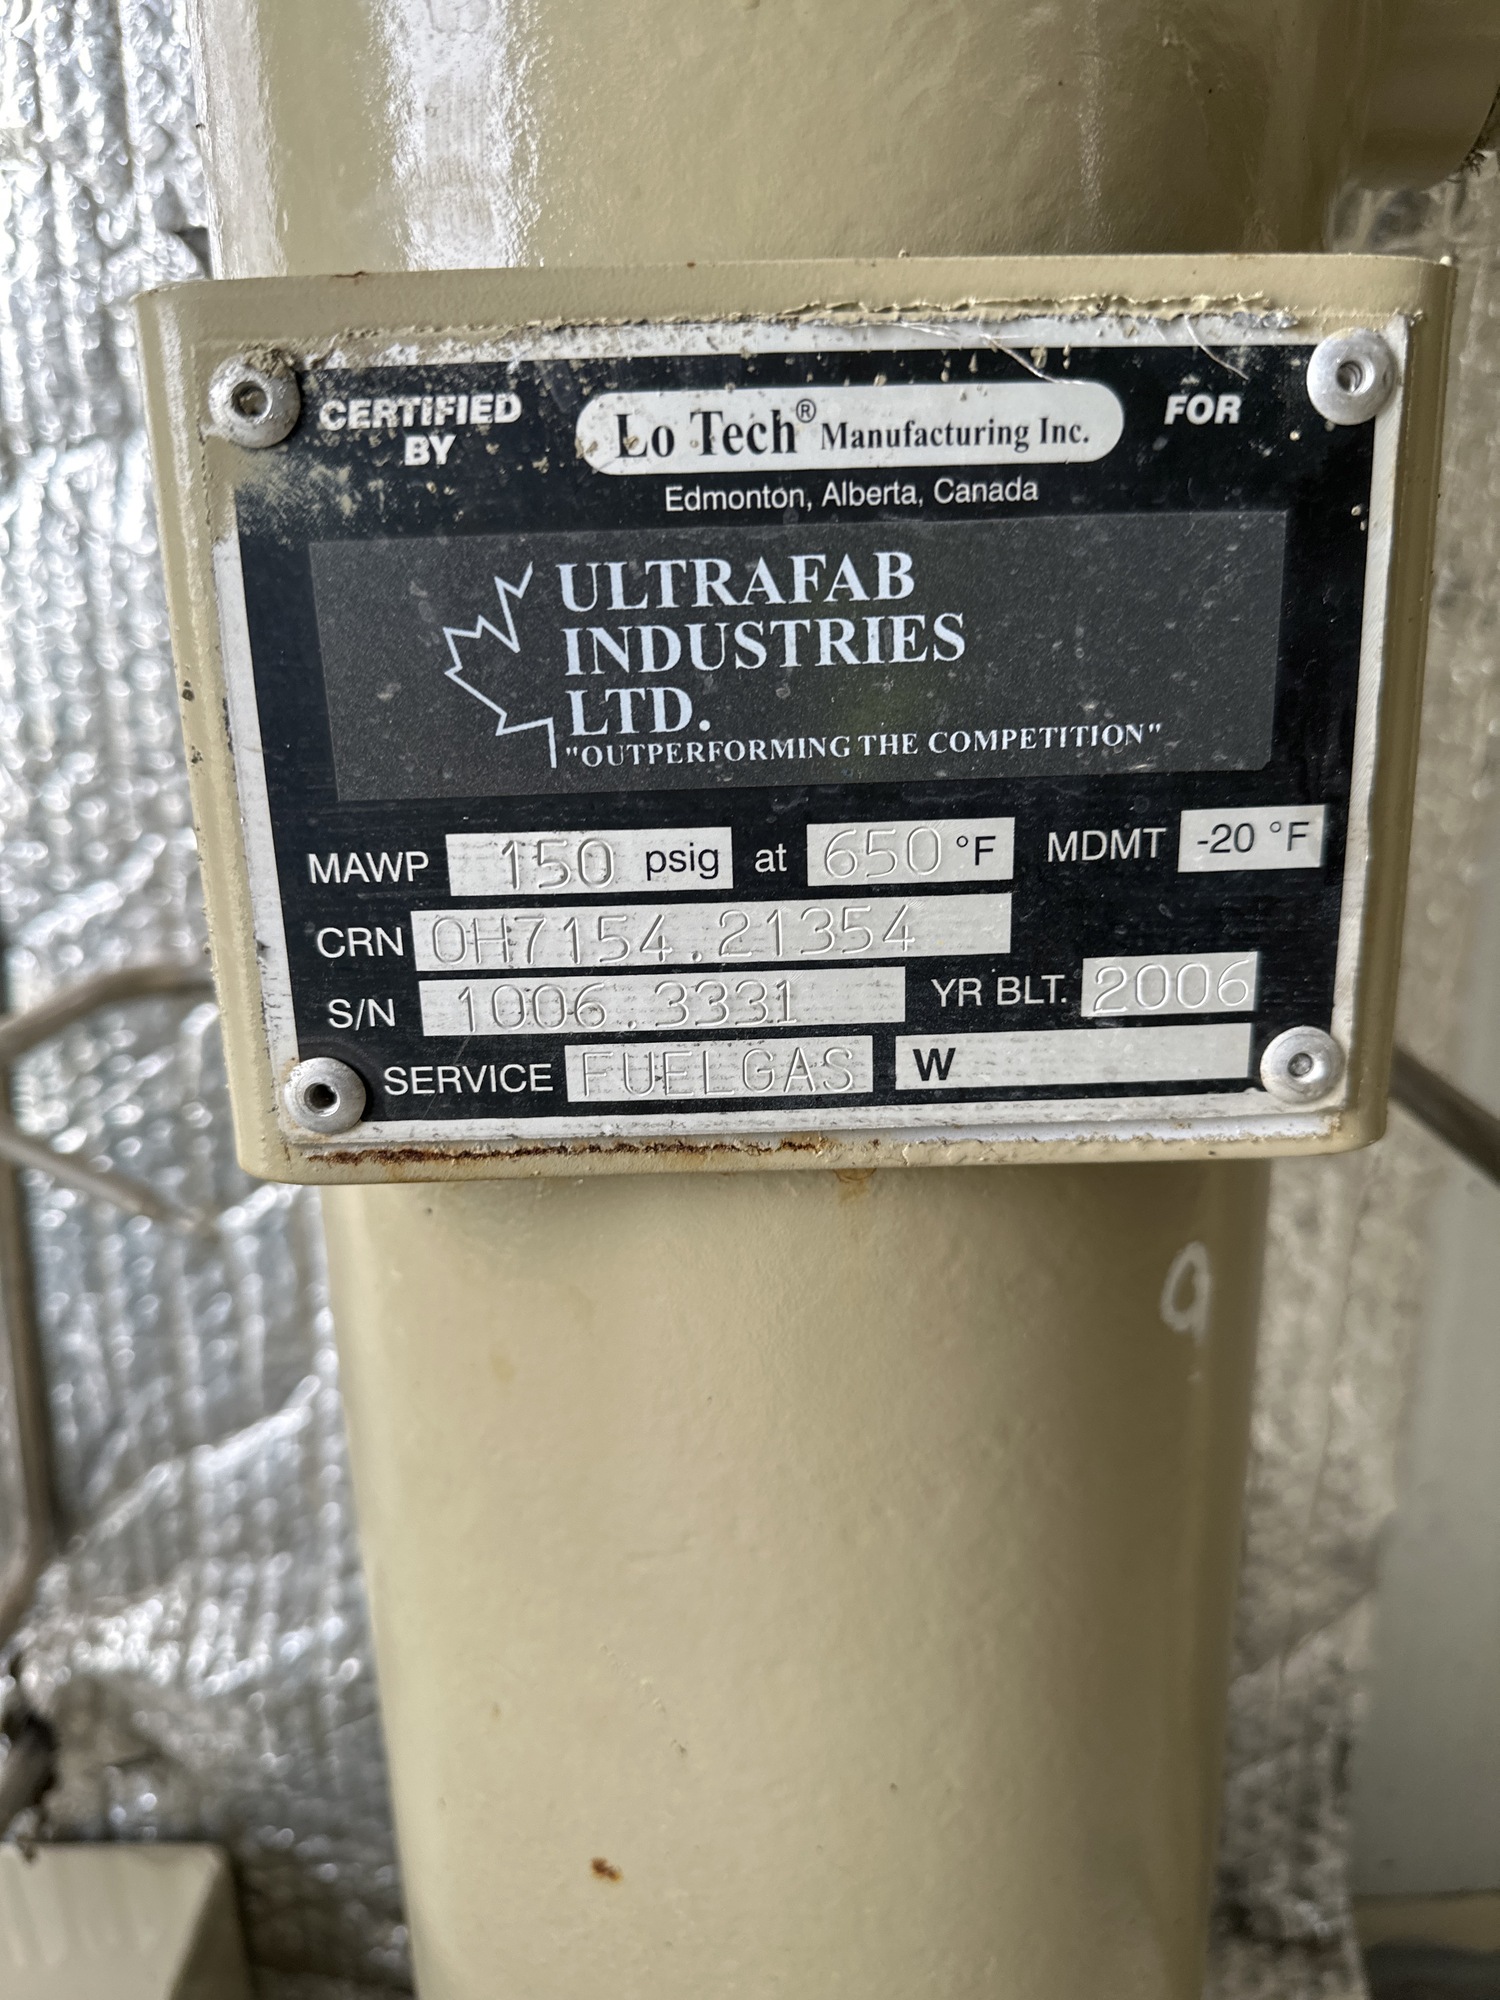 CERTIFIED BY Lo Tech® Manufacturing Inc. FOR
Edmonton, Alberta, Canada
ULTRAFAB
INDUSTRIES
LTD.
"OUTPERFORMING THE COMPETITION"
MAWP 150 psig at 650 °F MDMT -20 °F
CRN 0H7154.21354
S/N 1006.3331 YR BLT. 2006
SERVICE FUELGAS W